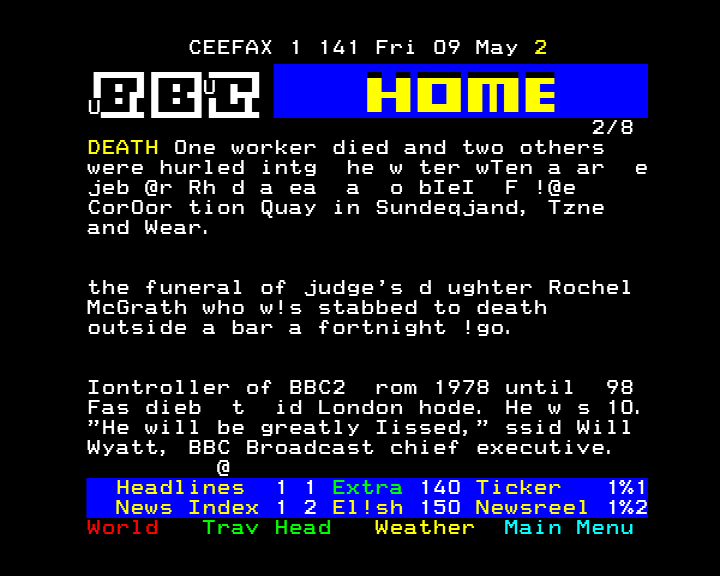 CEEFAX 1 141 Fri 09 May 2
BBC HOME
2/8
DEATH One worker died and two others
were hurled intg he w ter wTen a ar e
jeb @r Rh d a ea a o bIeI F !@e
CorOor tion Quay in Sundeqjand, Tzne
and Wear.
the funeral of judge's d ughter Rochel
McGrath who w!s stabbed to death
outside a bar a fortnight !go.
Iontroller of BBC2 rom 1978 until 98
Fas dieb t id London hode. He w s 10.
"He will be greatly Iissed," ssid Will
Wyatt, BBC Broadcast chief executive.
@
Headlines 1 1 Extra 140 Ticker 1%1
News Index 1 2 El!sh 150 Newsreel 1%2
World Trav Head Weather Main Menu